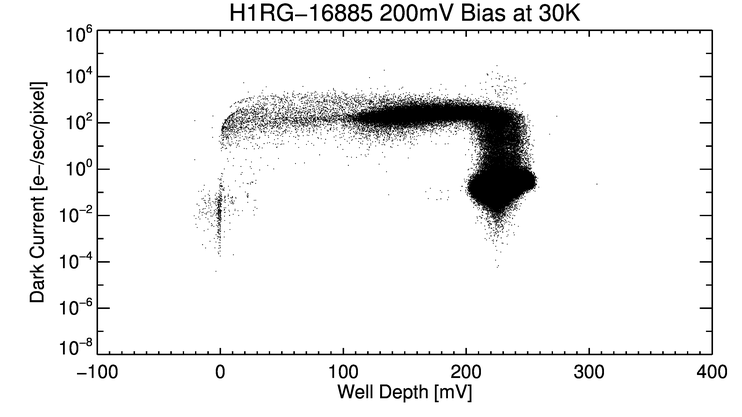 H1RG−16885 200mV Bias at 30K
Dark Current [e−/sec/pixel]
10^6
10^4
10^2
10^0
10^−2
10^−4
10^−6
10^−8
−100 0 100 200 300 400
Well Depth [mV]